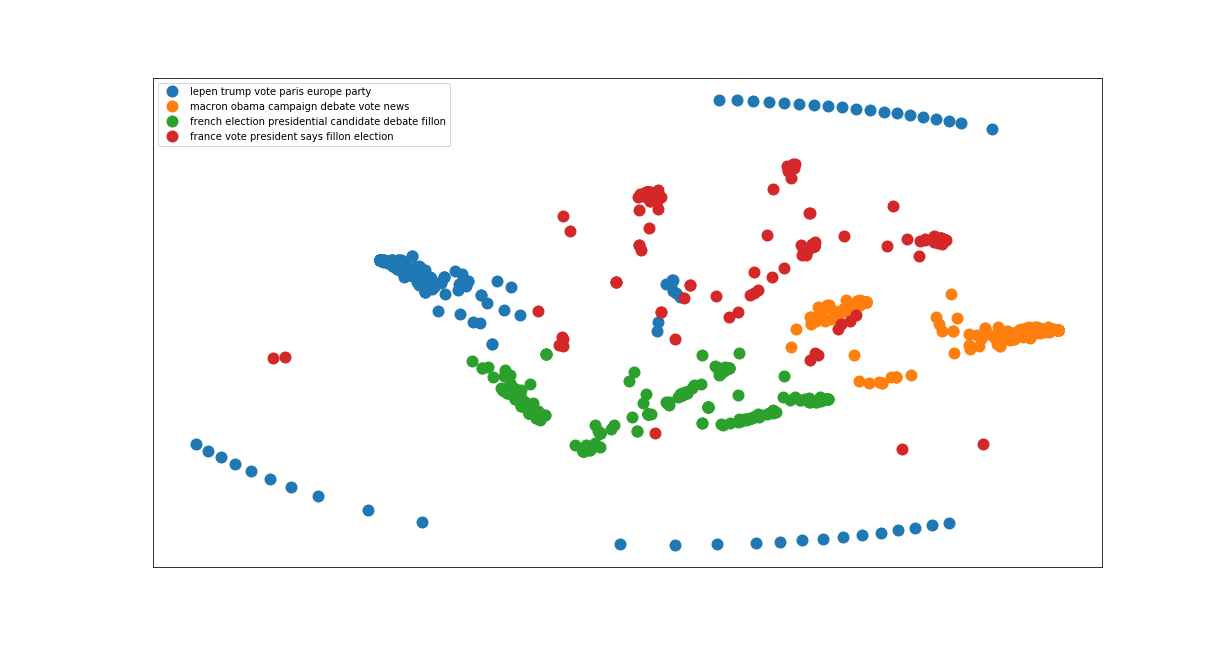 lepen trump vote paris europe party
macron obama campaign debate vote news
french election presidential candidate debate fillon
france vote president says fillon election